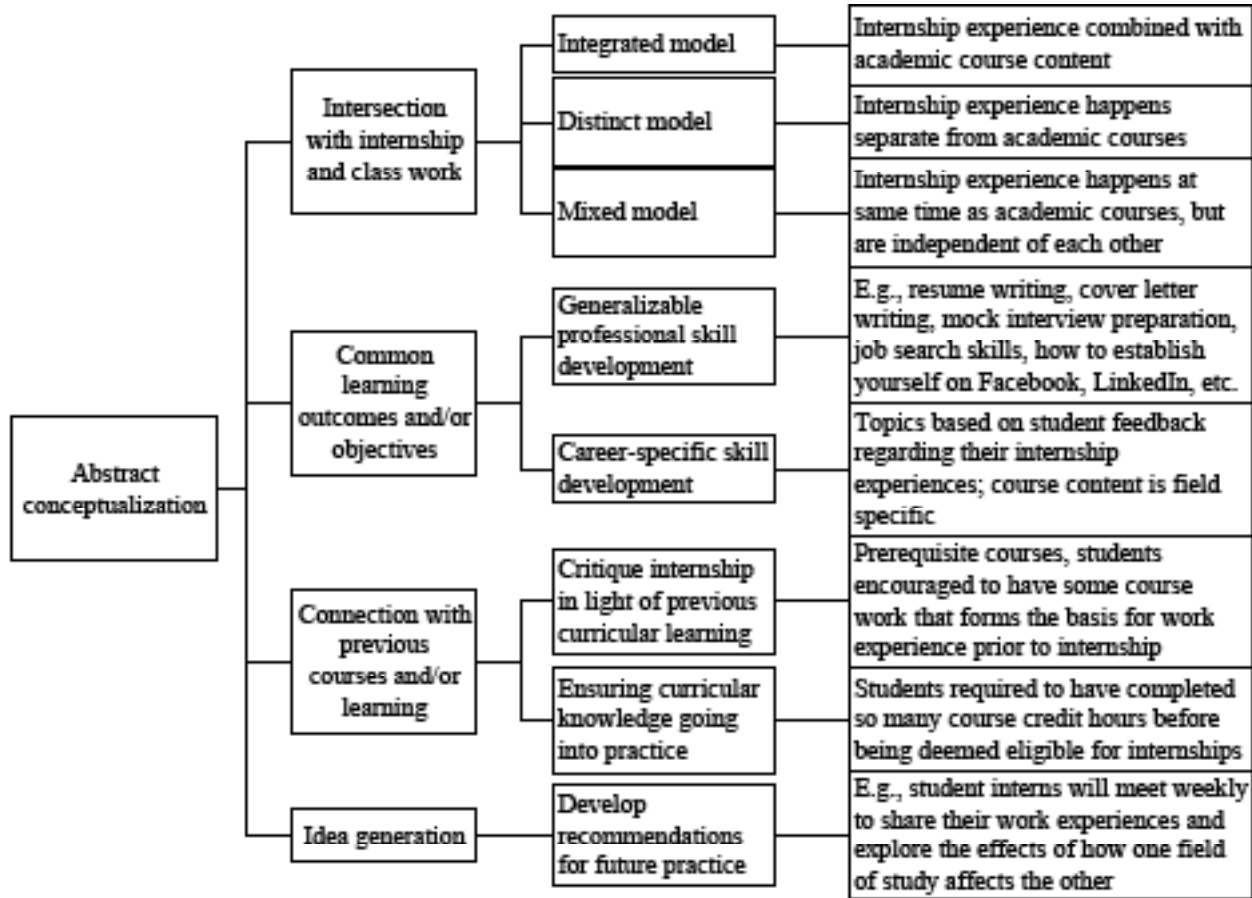 Abstract
conceptualization
Intersection
with internship
and class work
Integrated model
Internship experience combined with
academic course content
Distinct model
Internship experience happens
separate from academic courses
Mixed model
Internship experience happens at
same time as academic courses, but
are independent of each other
Common
learning
outcomes and/or
objectives
Generalizable
professional skill
development
E.g., resume writing, cover letter
writing, mock interview preparation,
job search skills, how to establish
yourself on Facebook, LinkedIn, etc.
Career-specific skill
development
Topics based on student feedback
regarding their internship
experiences; course content is field
specific
Connection with
previous
courses and/or
learning
Critique internship
in light of previous
curricular learning
Prerequisite courses, students
encouraged to have some course
work that forms the basis for work
experience prior to internship
Ensuring curricular
knowledge going
into practice
Students required to have completed
so many course credit hours before
being deemed eligible for internships
Idea generation
Develop
recommendations
for future practice
E.g., student interns will meet weekly
to share their work experiences and
explore the effects of how one field
of study affects the other